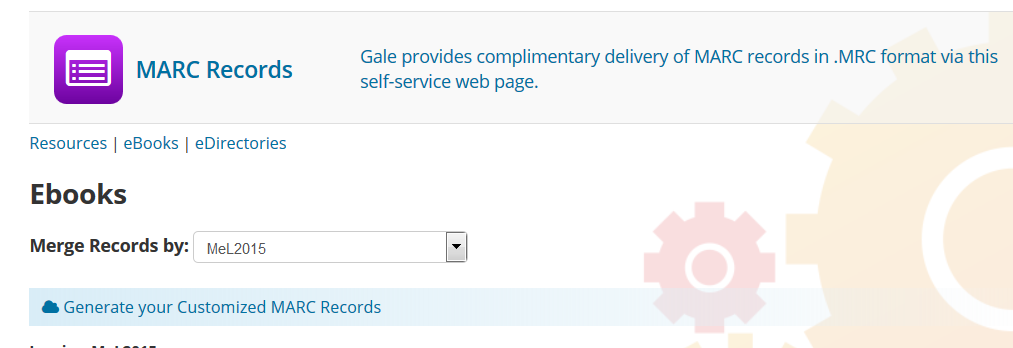 MARC Records
Gale provides complimentary delivery of MARC records in .MRC format via this
self-service web page.
Resources | eBooks | eDirectories
Ebooks
Merge Records by: MeL2015
Generate your Customized MARC Records